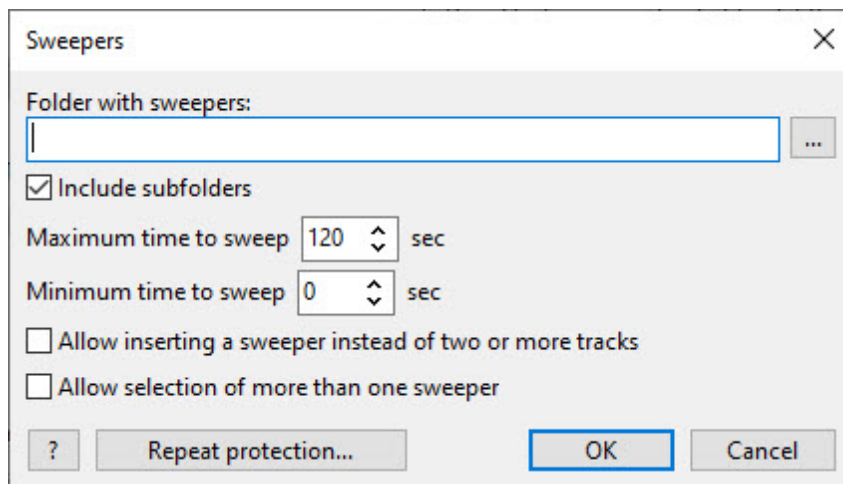 Sweepers
Folder with sweepers:
...
Include subfolders
Maximum time to sweep 120 sec
Minimum time to sweep 0 sec
Allow inserting a sweeper instead of two or more tracks
Allow selection of more than one sweeper
? Repeat protection... OK Cancel